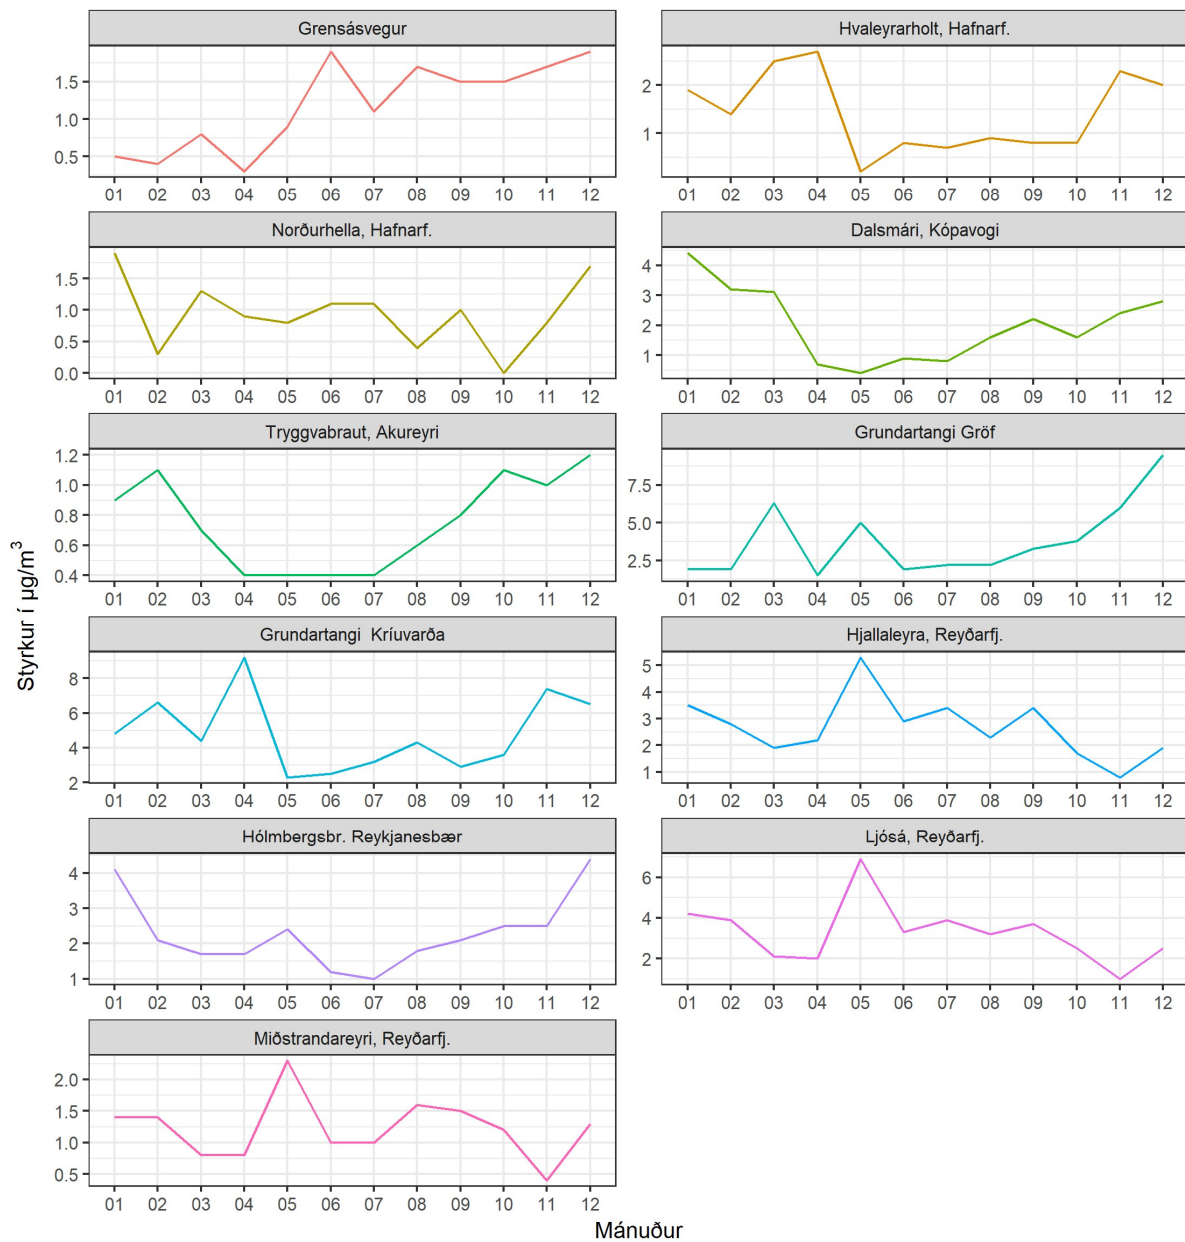 Grensásvegur
1.5
1.0
0.5
01 02 03 04 05 06 07 08 09 10 11 12
Hvaleyrarholt, Hafnarf.
2
1
01 02 03 04 05 06 07 08 09 10 11 12
Norðurhella, Hafnarf.
1.5
1.0
0.5
0.0
01 02 03 04 05 06 07 08 09 10 11 12
Dalsmári, Kópavogi
4
3
2
1
01 02 03 04 05 06 07 08 09 10 11 12
Tryggvabraut, Akureyri
1.2
1.0
0.8
0.6
0.4
01 02 03 04 05 06 07 08 09 10 11 12
Grundartangi Gröf
7.5
5.0
2.5
01 02 03 04 05 06 07 08 09 10 11 12
Grundartangi Kríuvarða
8
6
4
2
01 02 03 04 05 06 07 08 09 10 11 12
Hjallaleyra, Reyðarfj.
5
4
3
2
1
01 02 03 04 05 06 07 08 09 10 11 12
Hólmbergsbr. Reykjanesbær
4
3
2
1
01 02 03 04 05 06 07 08 09 10 11 12
Ljósá, Reyðarfj.
6
4
2
01 02 03 04 05 06 07 08 09 10 11 12
Miðstrandareyri, Reyðarfj.
2.0
1.5
1.0
0.5
01 02 03 04 05 06 07 08 09 10 11 12
Styrkur í µg/m³
Mánuður